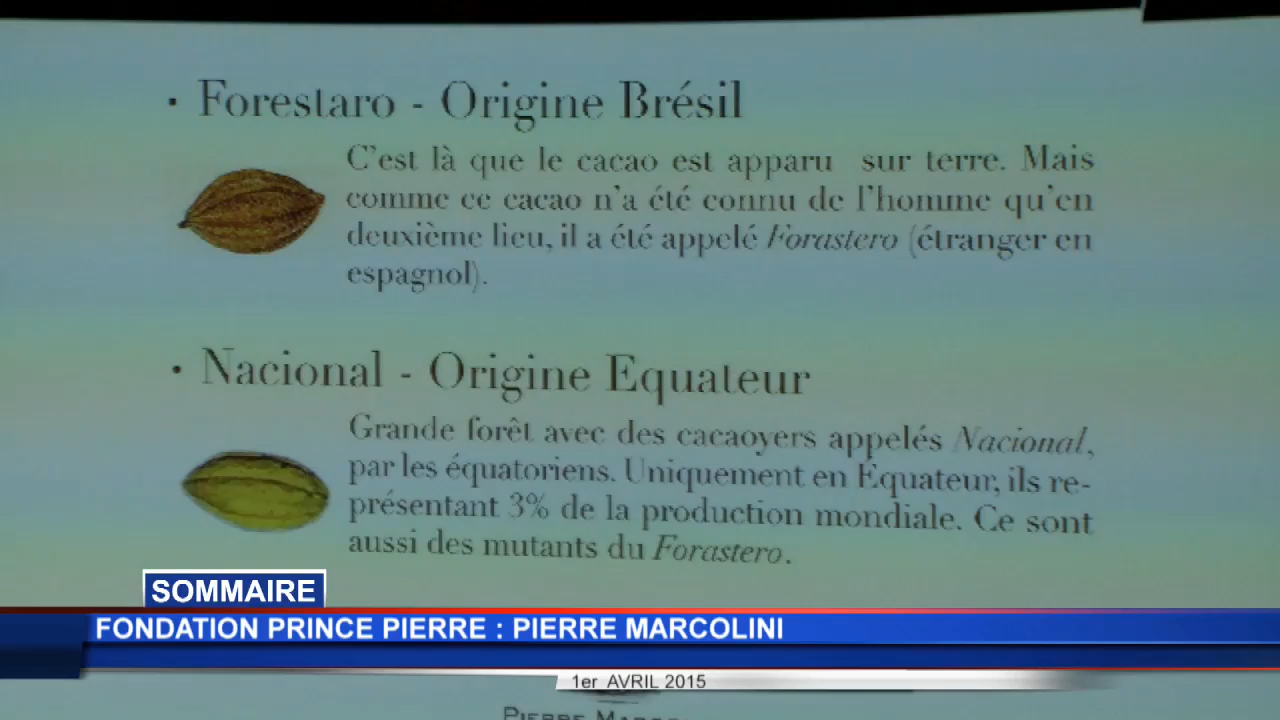 • Forestaro - Origine Brésil
C'est là que le cacao est apparu sur terre. Mais
comme ce cacao n'a été connu de l'homme qu'en
deuxième lieu, il a été appelé Forastero (étranger en
espagnol).
• Nacional - Origine Equateur
Grande forêt avec des cacaoyers appelés Nacional,
par les équatoriens. Uniquement en Equateur, ils re-
présentant 3% de la production mondiale. Ce sont
aussi des mutants du Forastero.
SOMMAIRE
FONDATION PRINCE PIERRE : PIERRE MARCOLINI
1er AVRIL 2015
PIERRE